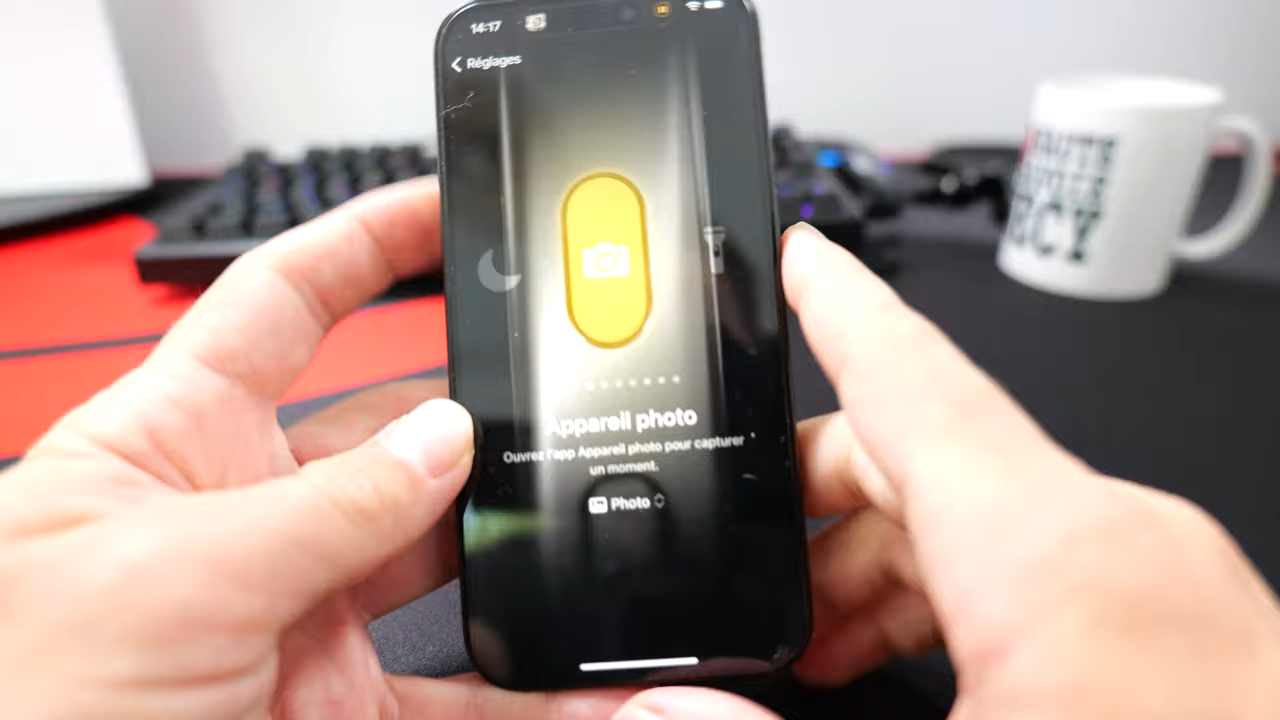 14:17
Réglages
Appareil photo
Ouvrez l'app Appareil photo pour capturer
un moment.
Photo